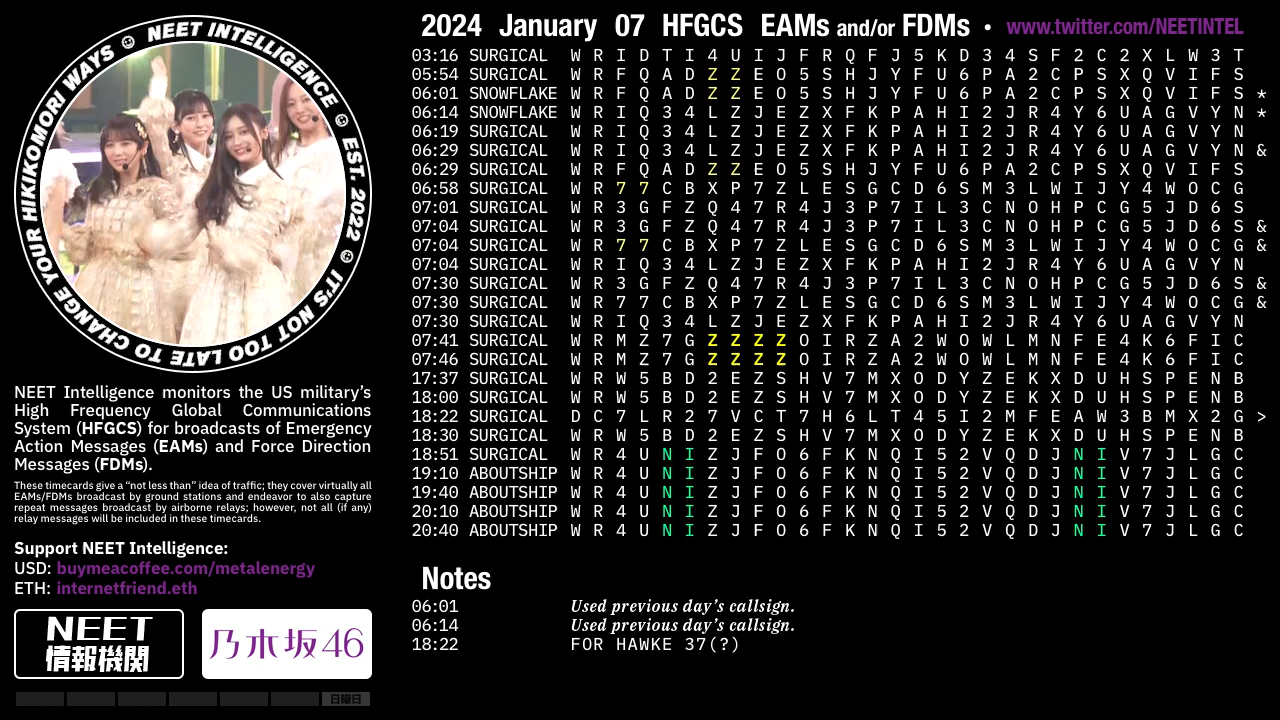 NEET INTELLIGENCE ☺ EST. 2022 ☺ IT'S NOT TOO LATE TO CHANGE YOUR HIKIKOMORI WAYS ☺
NEET Intelligence monitors the US military’s
High Frequency Global Communications
System (HFGCS) for broadcasts of Emergency
Action Messages (EAMs) and Force Direction
Messages (FDMs).
These timecards give a “not less than” idea of traffic; they cover virtually all
EAMs/FDMs broadcast by ground stations and endeavor to also capture
repeat messages broadcast by airborne relays; however, not all (if any)
relay messages will be included in these timecards.
Support NEET Intelligence:
USD: buymeacoffee.com/metalenergy
ETH: internetfriend.eth
NEET
情報機関
乃木坂46
日曜日
2024 January 07 HFGCS EAMs and/or FDMs • www.twitter.com/NEETINTEL
03:16 SURGICAL W R I D T I 4 U I J F R Q F J 5 K D 3 4 S F 2 C 2 X L W 3 T
05:54 SURGICAL W R F Q A D Z Z E O 5 S H J Y F U 6 P A 2 C P S X Q V I F S
06:01 SNOWFLAKE W R F Q A D Z Z E O 5 S H J Y F U 6 P A 2 C P S X Q V I F S *
06:14 SNOWFLAKE W R I Q 3 4 L Z J E Z X F K P A H I 2 J R 4 Y 6 U A G V Y N *
06:19 SURGICAL W R I Q 3 4 L Z J E Z X F K P A H I 2 J R 4 Y 6 U A G V Y N
06:29 SURGICAL W R I Q 3 4 L Z J E Z X F K P A H I 2 J R 4 Y 6 U A G V Y N &
06:29 SURGICAL W R F Q A D Z Z E O 5 S H J Y F U 6 P A 2 C P S X Q V I F S
06:58 SURGICAL W R 7 7 C B X P 7 Z L E S G C D 6 S M 3 L W I J Y 4 W O C G
07:01 SURGICAL W R 3 G F Z Q 4 7 R 4 J 3 P 7 I L 3 C N O H P C G 5 J D 6 S
07:04 SURGICAL W R 3 G F Z Q 4 7 R 4 J 3 P 7 I L 3 C N O H P C G 5 J D 6 S &
07:04 SURGICAL W R 7 7 C B X P 7 Z L E S G C D 6 S M 3 L W I J Y 4 W O C G &
07:04 SURGICAL W R I Q 3 4 L Z J E Z X F K P A H I 2 J R 4 Y 6 U A G V Y N
07:30 SURGICAL W R 3 G F Z Q 4 7 R 4 J 3 P 7 I L 3 C N O H P C G 5 J D 6 S &
07:30 SURGICAL W R 7 7 C B X P 7 Z L E S G C D 6 S M 3 L W I J Y 4 W O C G &
07:30 SURGICAL W R I Q 3 4 L Z J E Z X F K P A H I 2 J R 4 Y 6 U A G V Y N
07:41 SURGICAL W R M Z 7 G Z Z Z Z O I R Z A 2 W O W L M N F E 4 K 6 F I C
07:46 SURGICAL W R M Z 7 G Z Z Z Z O I R Z A 2 W O W L M N F E 4 K 6 F I C
17:37 SURGICAL W R W 5 B D 2 E Z S H V 7 M X O D Y Z E K X D U H S P E N B
18:00 SURGICAL W R W 5 B D 2 E Z S H V 7 M X O D Y Z E K X D U H S P E N B
18:22 SURGICAL D C 7 L R 2 7 V C T 7 H 6 L T 4 5 I 2 M F E A W 3 B M X 2 G >
18:30 SURGICAL W R W 5 B D 2 E Z S H V 7 M X O D Y Z E K X D U H S P E N B
18:51 SURGICAL W R 4 U N I Z J F O 6 F K N Q I 5 2 V Q D J N I V 7 J L G C
19:10 ABOUTSHIP W R 4 U N I Z J F O 6 F K N Q I 5 2 V Q D J N I V 7 J L G C
19:40 ABOUTSHIP W R 4 U N I Z J F O 6 F K N Q I 5 2 V Q D J N I V 7 J L G C
20:10 ABOUTSHIP W R 4 U N I Z J F O 6 F K N Q I 5 2 V Q D J N I V 7 J L G C
20:40 ABOUTSHIP W R 4 U N I Z J F O 6 F K N Q I 5 2 V Q D J N I V 7 J L G C
Notes
06:01 Used previous day’s callsign.
06:14 Used previous day’s callsign.
18:22 FOR HAWKE 37(?)